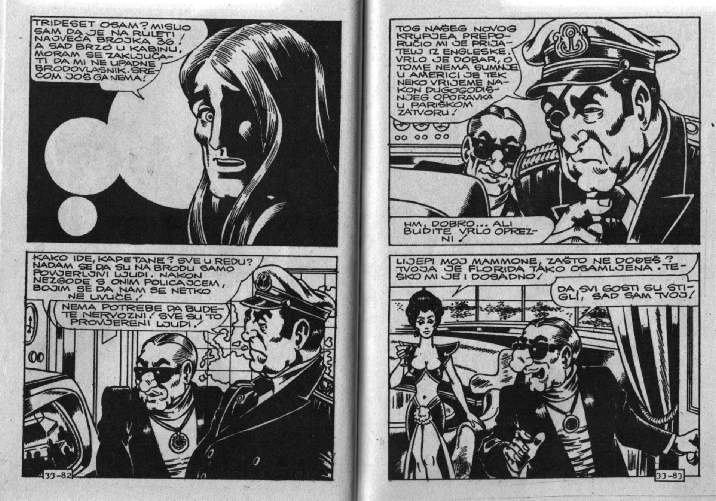 TRIDESET OSAM? MISLIO
SAM DA JE NA RULETI
NAJVEĆA BROJKA 36!
A SAD BRZO U KABINU.
MORAM SE ZAKLJUČA-
TI DA MI NE UPADNE
BRODOVLASNIK. SRE-
ĆOM JOŠ GA NEMA!
KAKO IDE, KAPETANE? SVE U REDU?
NADAM SE DA SU NA BRODU SAMO
POVJERLJIVI LJUDI. NAKON
NEZGODE S ONIM POLICAJCEM,
BOJIM SE DA NAM SE NETKO
NE UVUČE!
NEMA POTREBE DA BUDE-
TE NERVOZNI! SVE SU TO
PROVJERENI LJUDI!
33-82
TOG NAŠEG NOVOG
KRUPJEA PREPO-
RUČIO MI JE PRIJA-
TELJ IZ ENGLESKE.
VRLO JE DOBAR, O
TOME NEMA SUMNJE.
U AMERICI JE TEK
NEKO VRIJEME NA-
KON DUGOGODIŠ-
NJEG OPORAVKA
U PARIŠKOM
ZATVORU!
HM, DOBRO... ALI
BUDITE VRLO OPREZ-
NI!
LIJEPI MOJ MAMMONE, ZAŠTO NE DOĐEŠ?
TVOJA JE FLORIDA TAKO OSAMLJENA. TE-
ŠKO MI JE I DOSADNO!
DA, SVI GOSTI SU STI-
GLI, SAD SAM TVOJ!
33-83